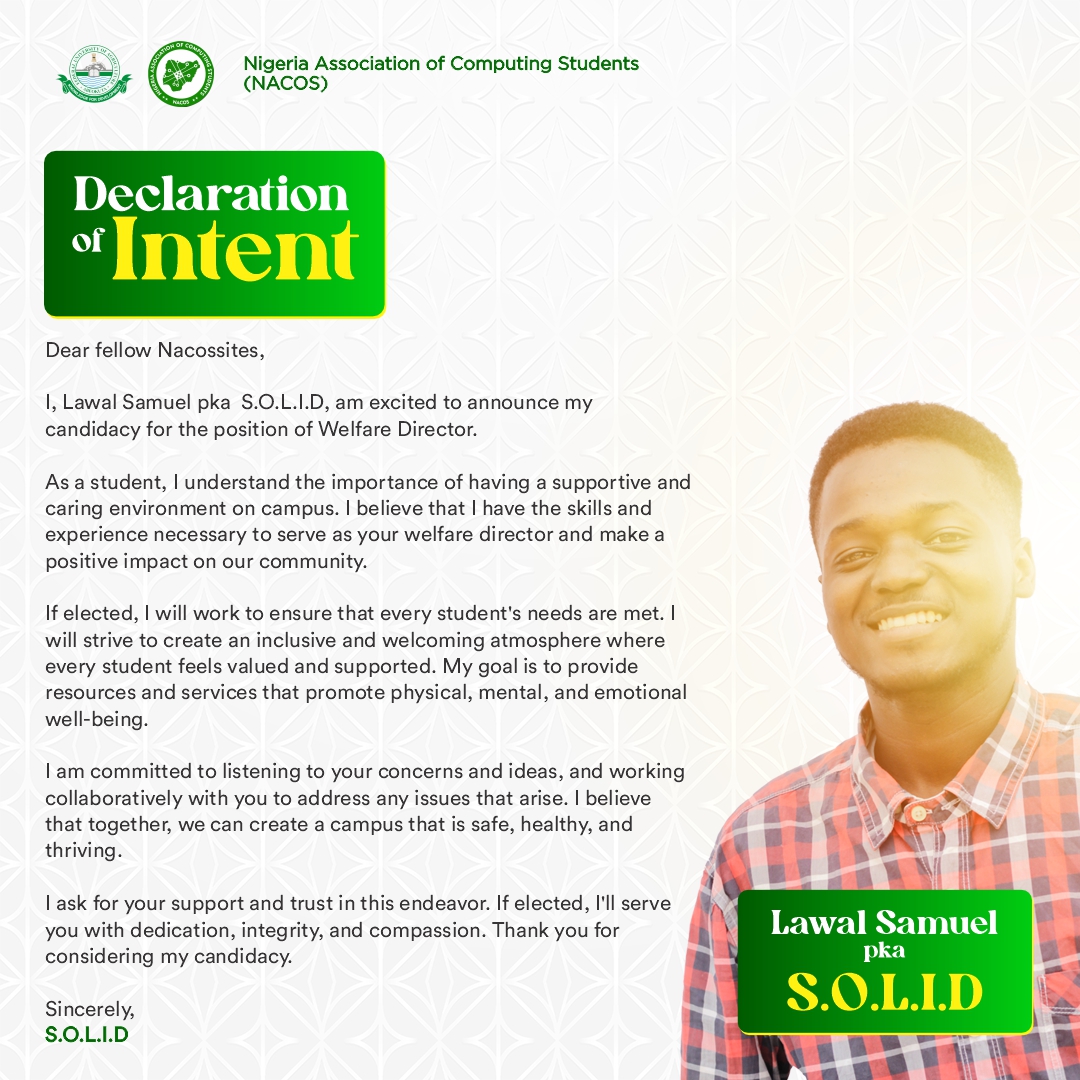 Nigeria Association of Computing Students
(NACOS)
NIGERIA ASSOCIATION OF COMPUTING STUDENTS
NACOS
Declaration
of Intent
Dear fellow Nacossites,
I, Lawal Samuel pka S.O.L.I.D, am excited to announce my
candidacy for the position of Welfare Director.
As a student, I understand the importance of having a supportive and
caring environment on campus. I believe that I have the skills and
experience necessary to serve as your welfare director and make a
positive impact on our community.
If elected, I will work to ensure that every student's needs are met. I
will strive to create an inclusive and welcoming atmosphere where
every student feels valued and supported. My goal is to provide
resources and services that promote physical, mental, and emotional
well-being.
I am committed to listening to your concerns and ideas, and working
collaboratively with you to address any issues that arise. I believe
that together, we can create a campus that is safe, healthy, and
thriving.
I ask for your support and trust in this endeavor. If elected, I'll serve
you with dedication, integrity, and compassion. Thank you for
considering my candidacy.
Sincerely,
S.O.L.I.D
Lawal Samuel
pka
S.O.L.I.D